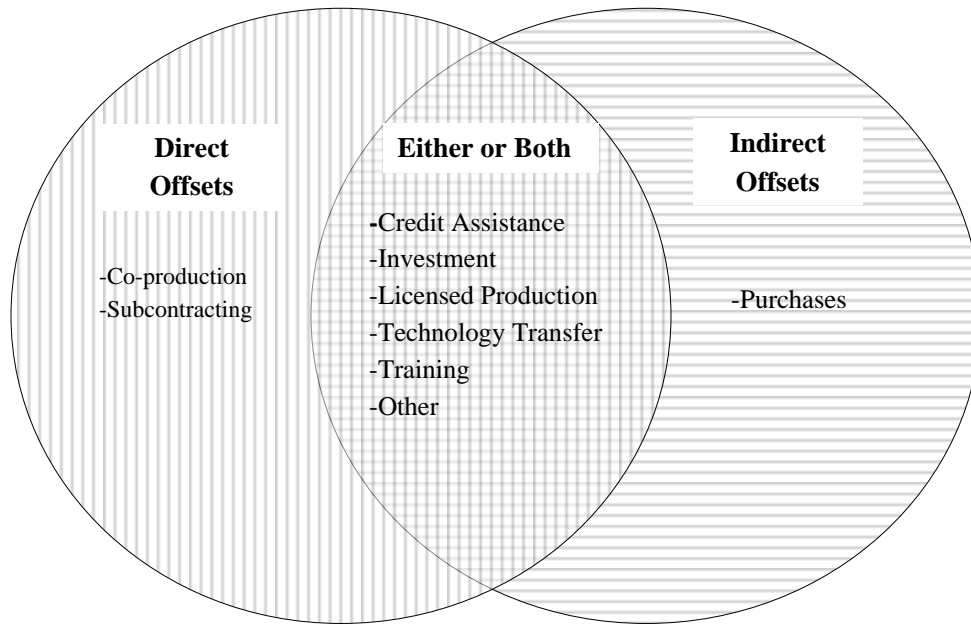 Direct
Offsets
-Co-production
-Subcontracting
Either or Both
-Credit Assistance
-Investment
-Licensed Production
-Technology Transfer
-Training
-Other
Indirect
Offsets
-Purchases